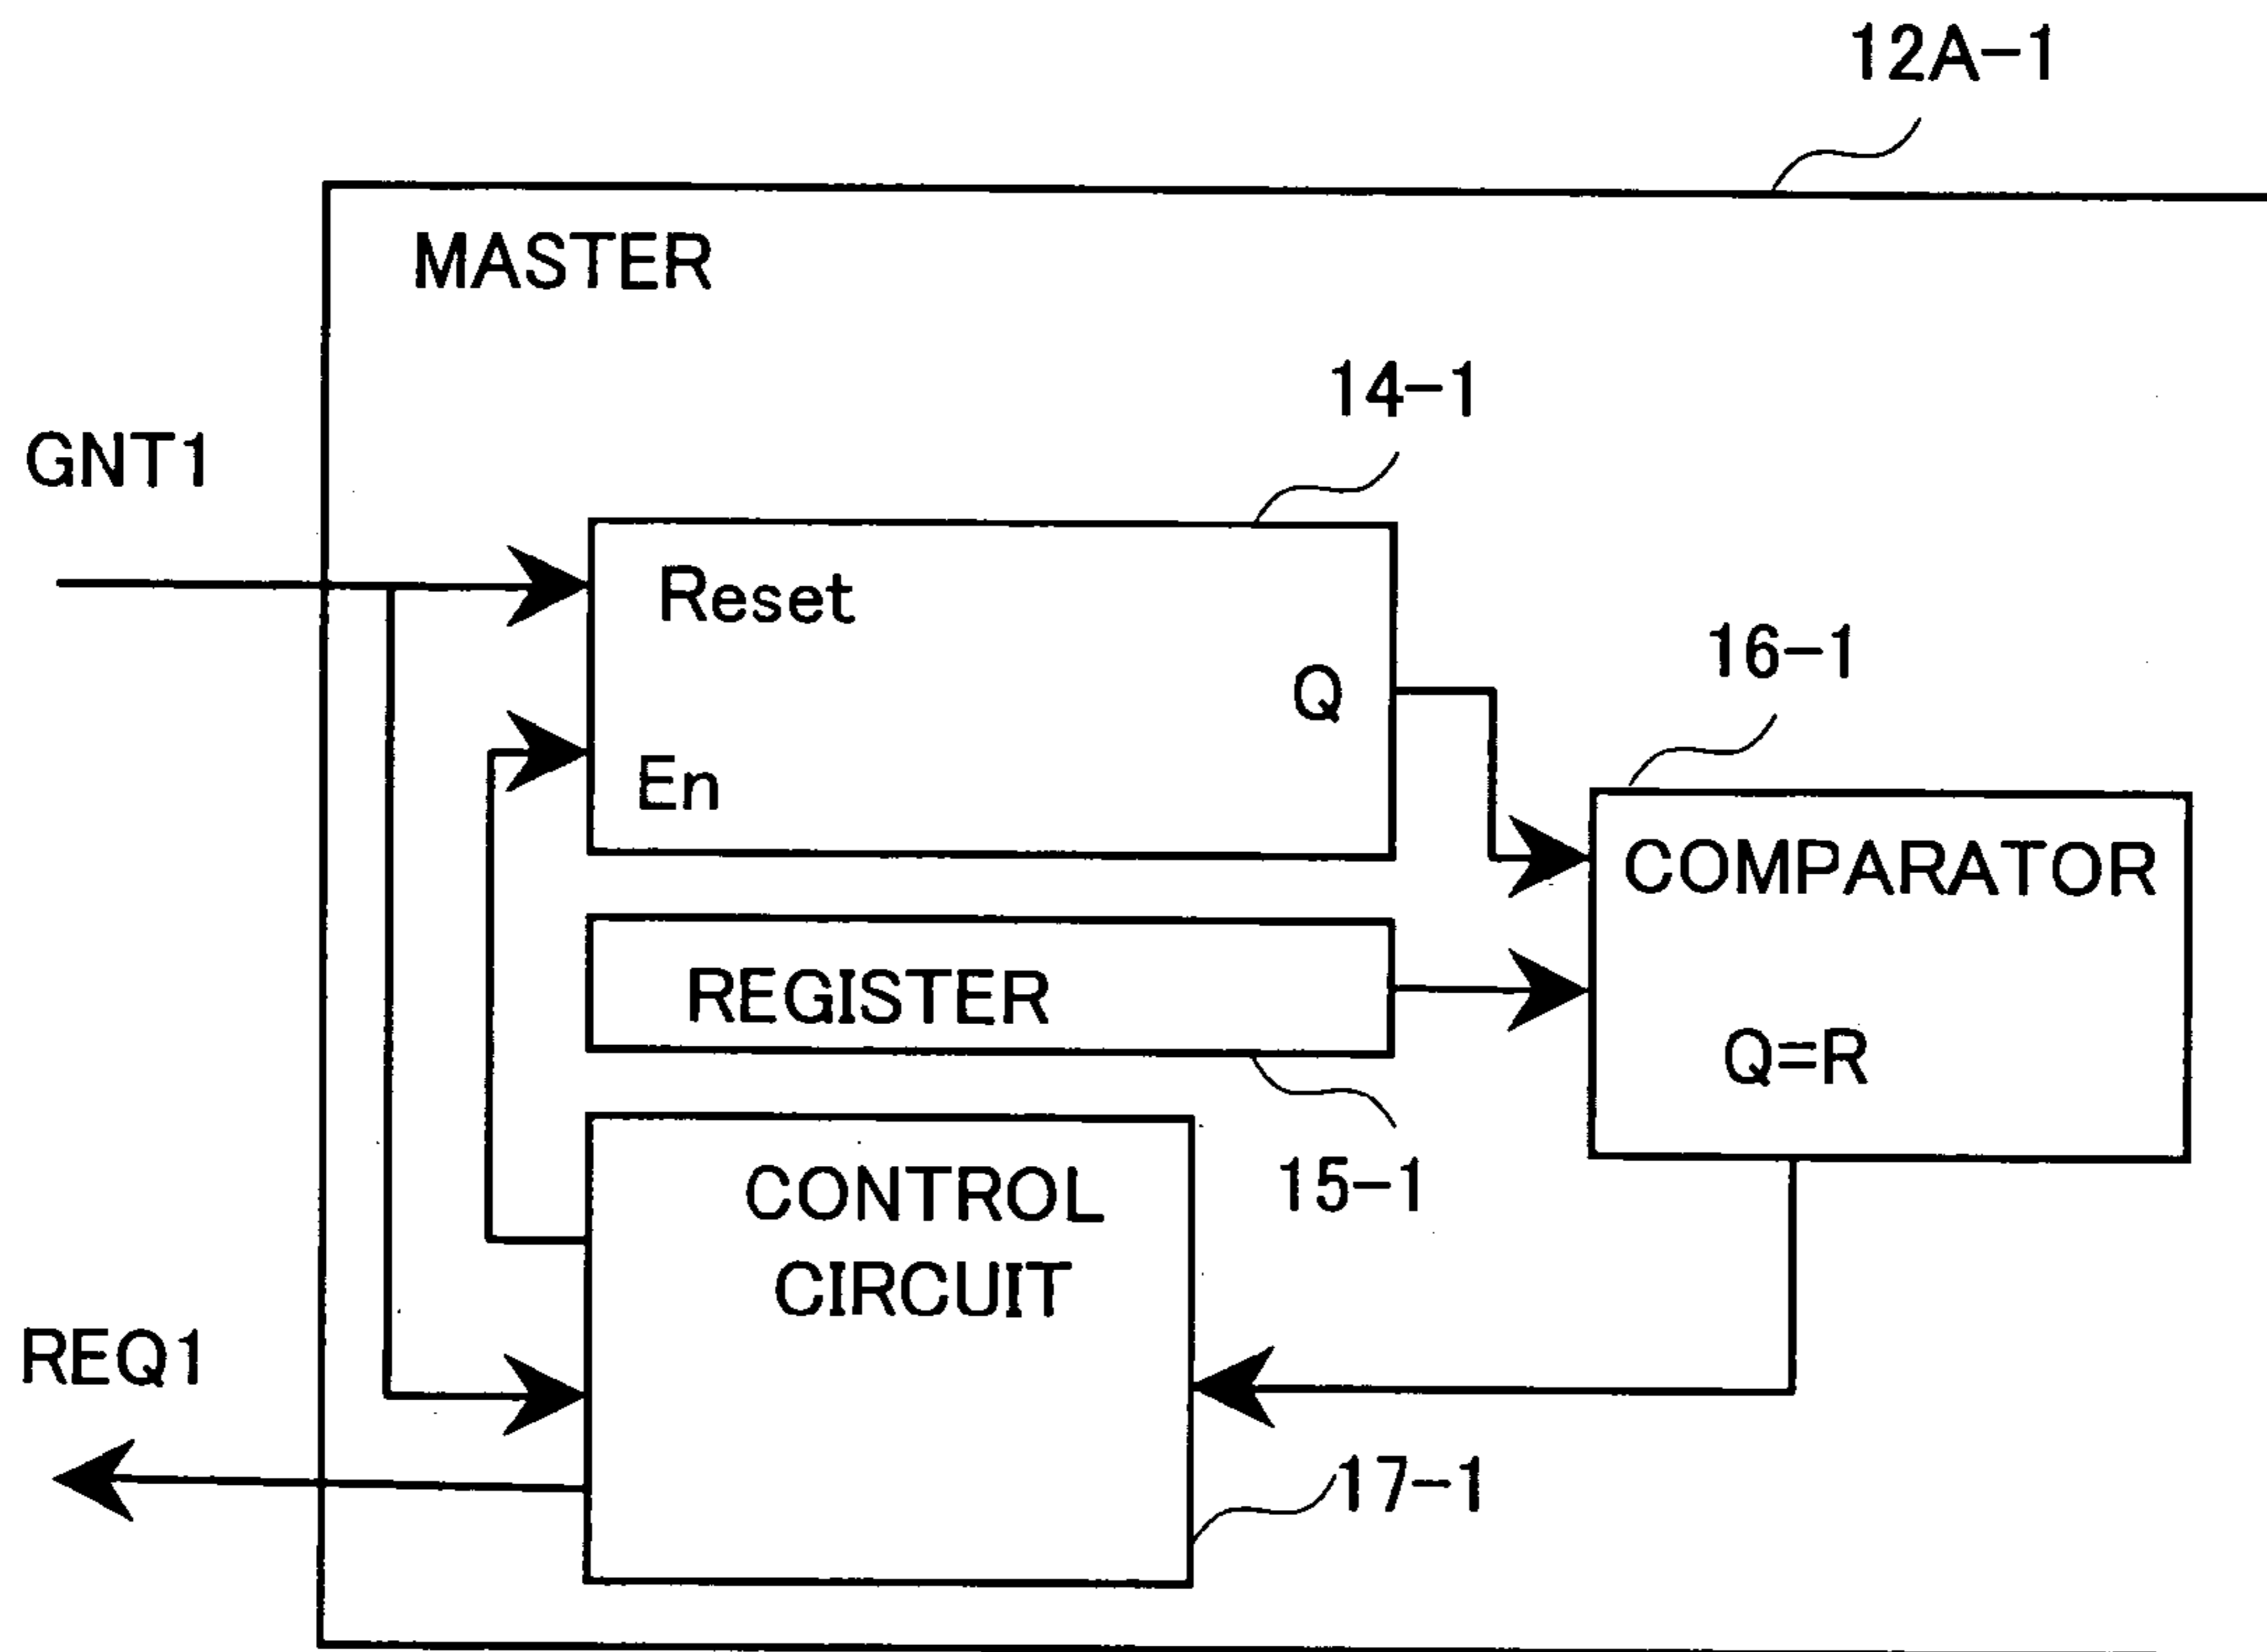 12A-1
MASTER
14-1
GNT1
Reset
Q
16-1
En
COMPARATOR
REGISTER
Q=R
15-1
CONTROL
CIRCUIT
REQ1
17-1